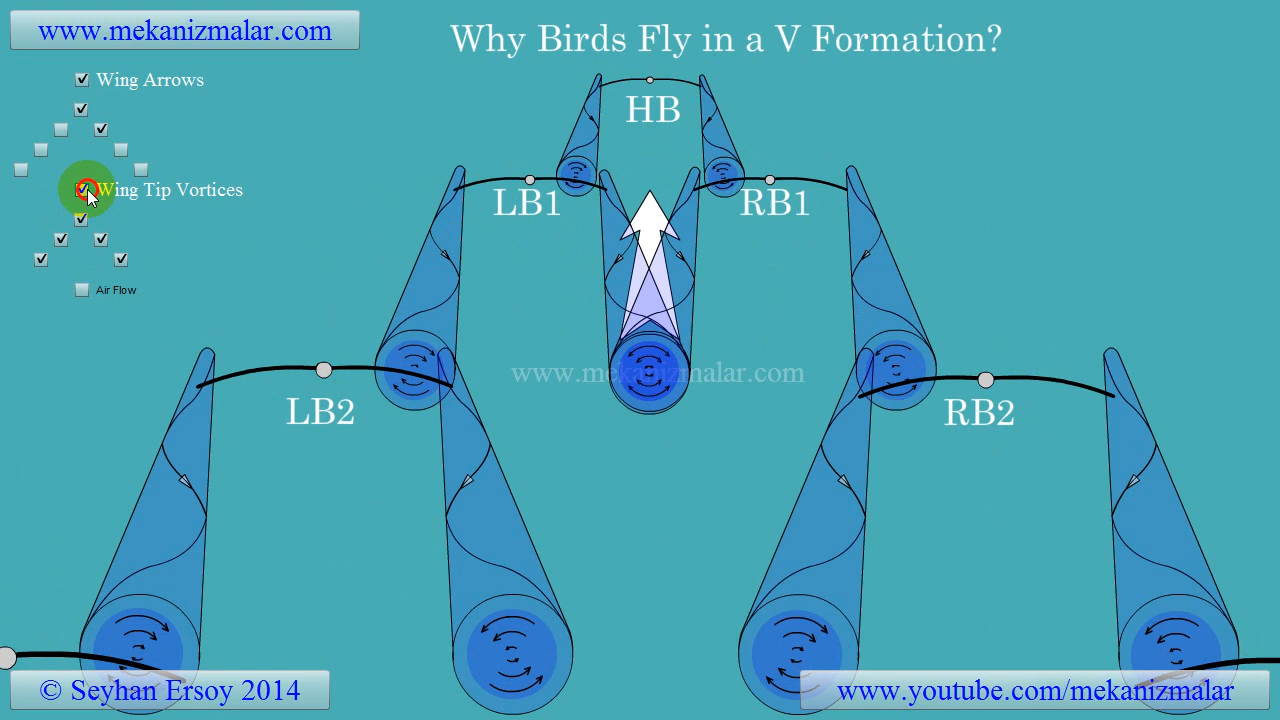 www.mekanizmalar.com
Why Birds Fly in a V Formation?
Wing Arrows
HB
Wing Tip Vortices
LB1
RB1
Air Flow
www.mekanizmalar.com
LB2
RB2
© Seyhan Ersoy 2014
www.youtube.com/mekanizmalar